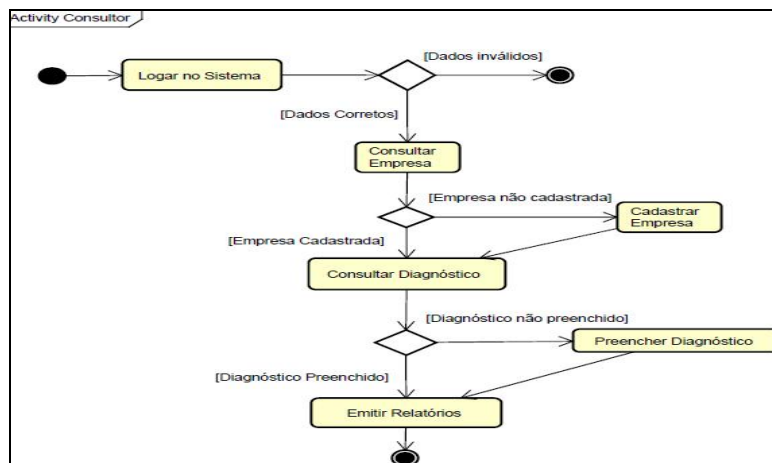 Activity Consultor
[Dados inválidos]
Logar no Sistema
[Dados Corretos]
Consultar
Empresa
[Empresa não cadastrada]
Cadastrar
Empresa
[Empresa Cadastrada]
Consultar Diagnóstico
[Diagnóstico não preenchido]
Preencher Diagnóstico
[Diagnóstico Preenchido]
Emitir Relatórios